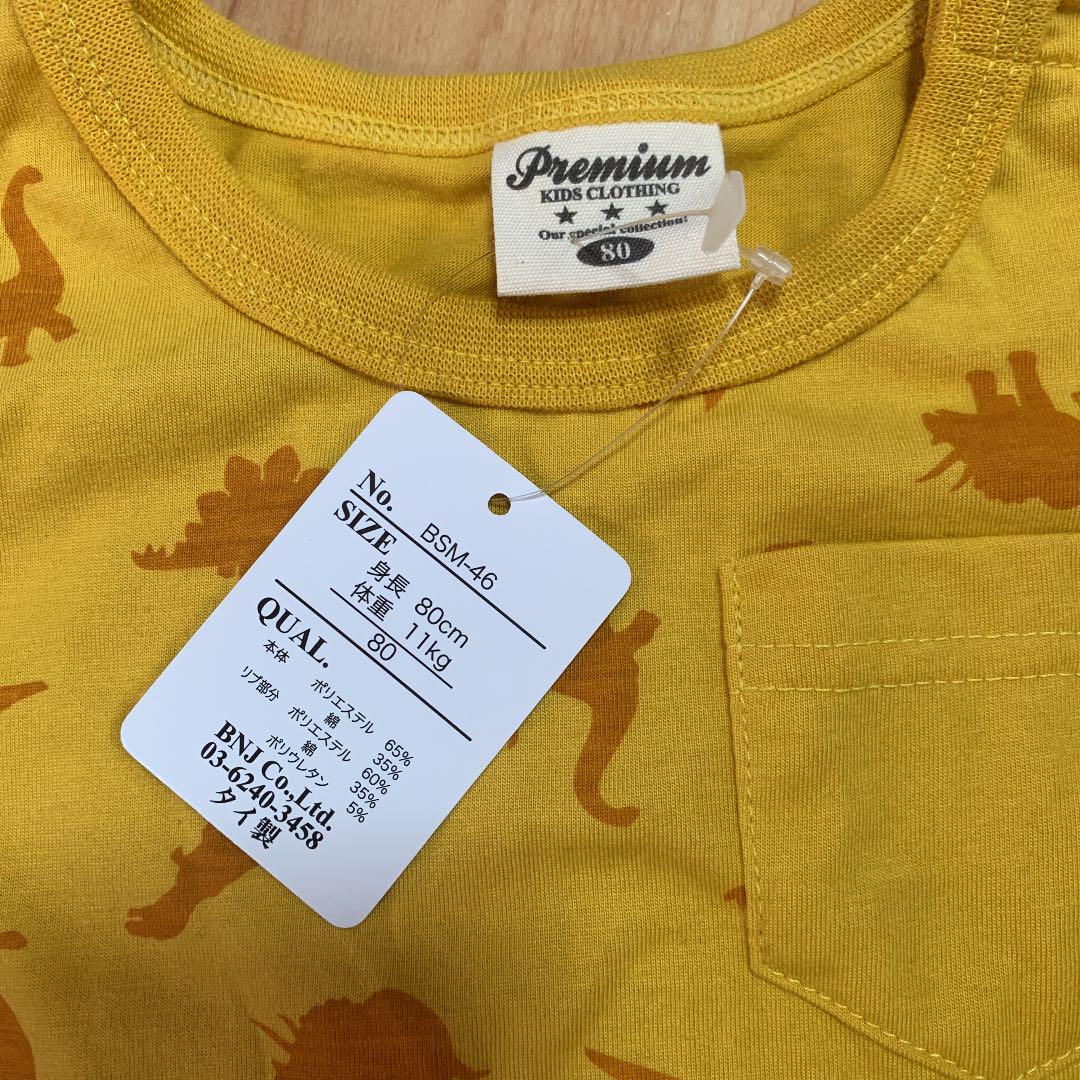 Premium
KIDS CLOTHING
★ ★ ★
Our special collection!
80
No. BSM-46
SIZE
身長 80cm
体重 11kg
80
QUAL.
本体 ポリエステル 65%
綿 35%
リブ部分 ポリエステル 60%
綿 35%
ポリウレタン 5%
BNJ Co.,Ltd.
03-6240-3458
タイ製